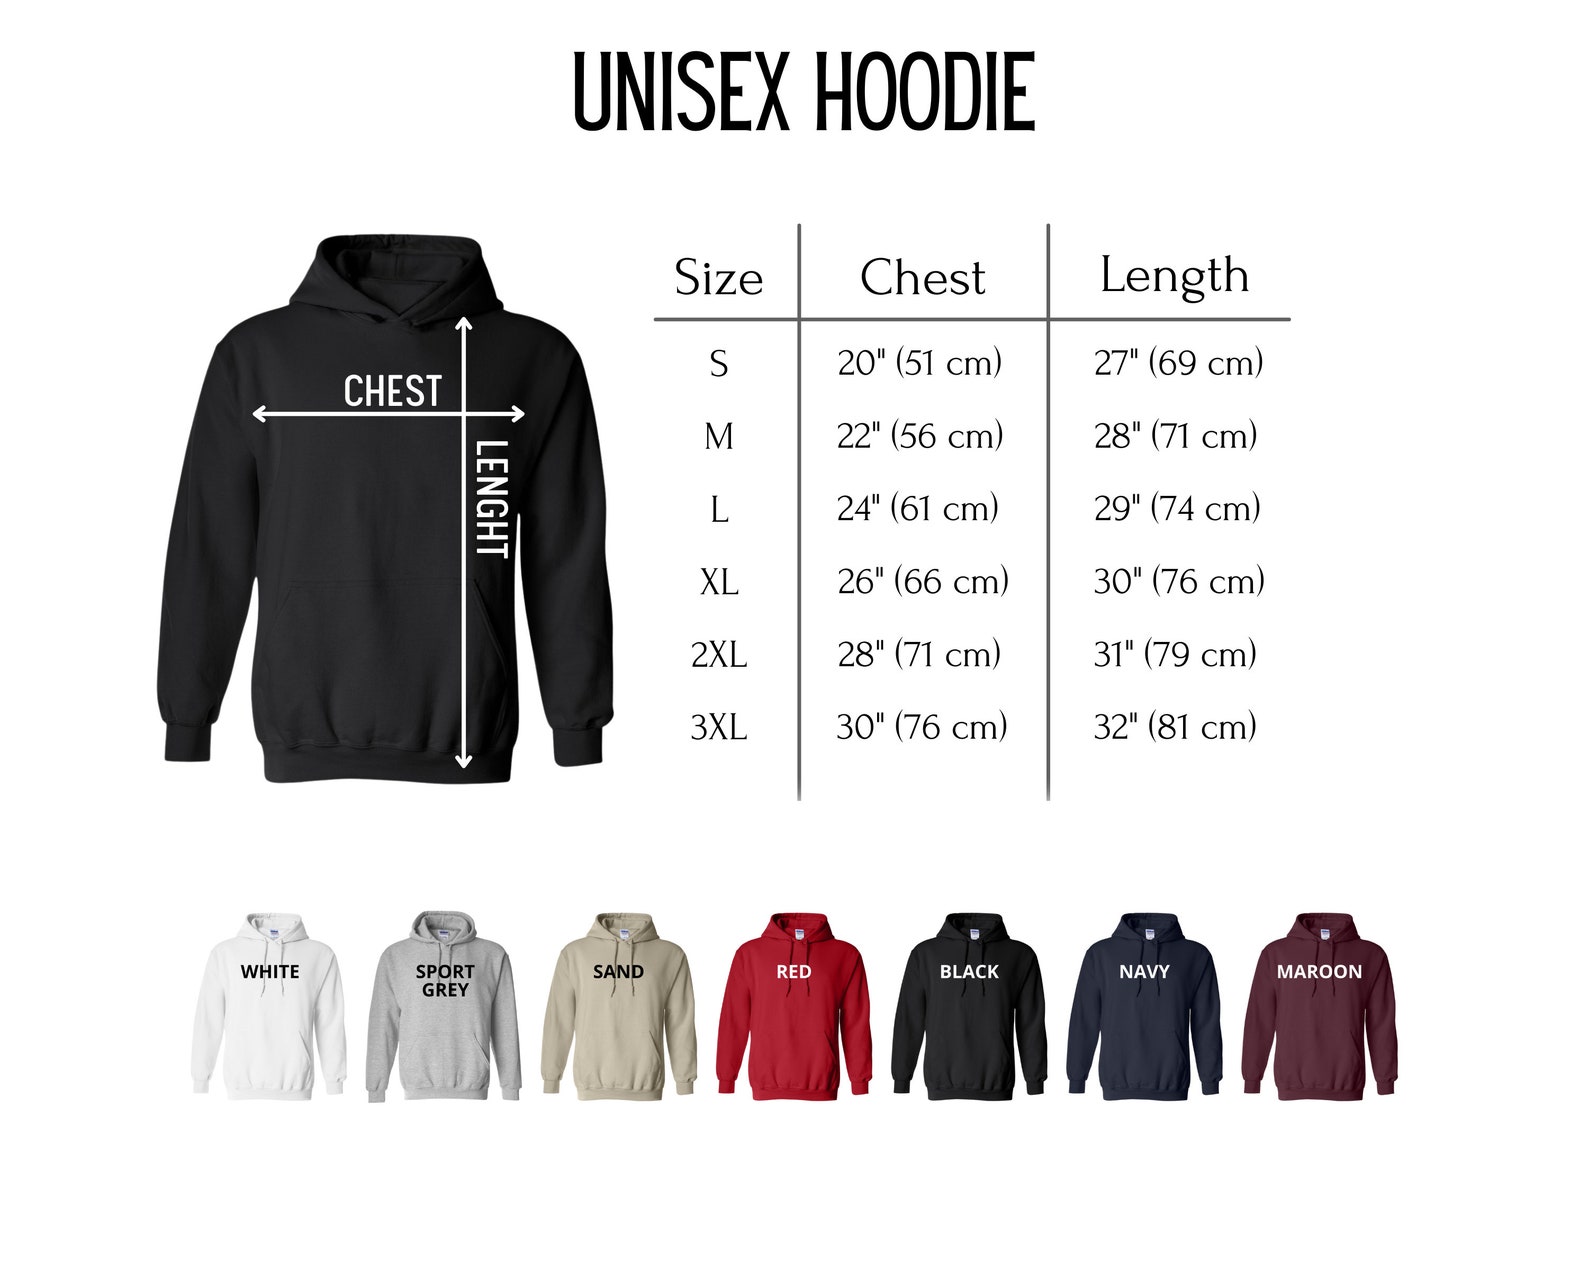 UNISEX HOODIE
CHEST
LENGHT
Size Chest Length
S 20" (51 cm) 27" (69 cm)
M 22" (56 cm) 28" (71 cm)
L 24" (61 cm) 29" (74 cm)
XL 26" (66 cm) 30" (76 cm)
2XL 28" (71 cm) 31" (79 cm)
3XL 30" (76 cm) 32" (81 cm)
WHITE
SPORT
GREY
SAND
RED
BLACK
NAVY
MAROON